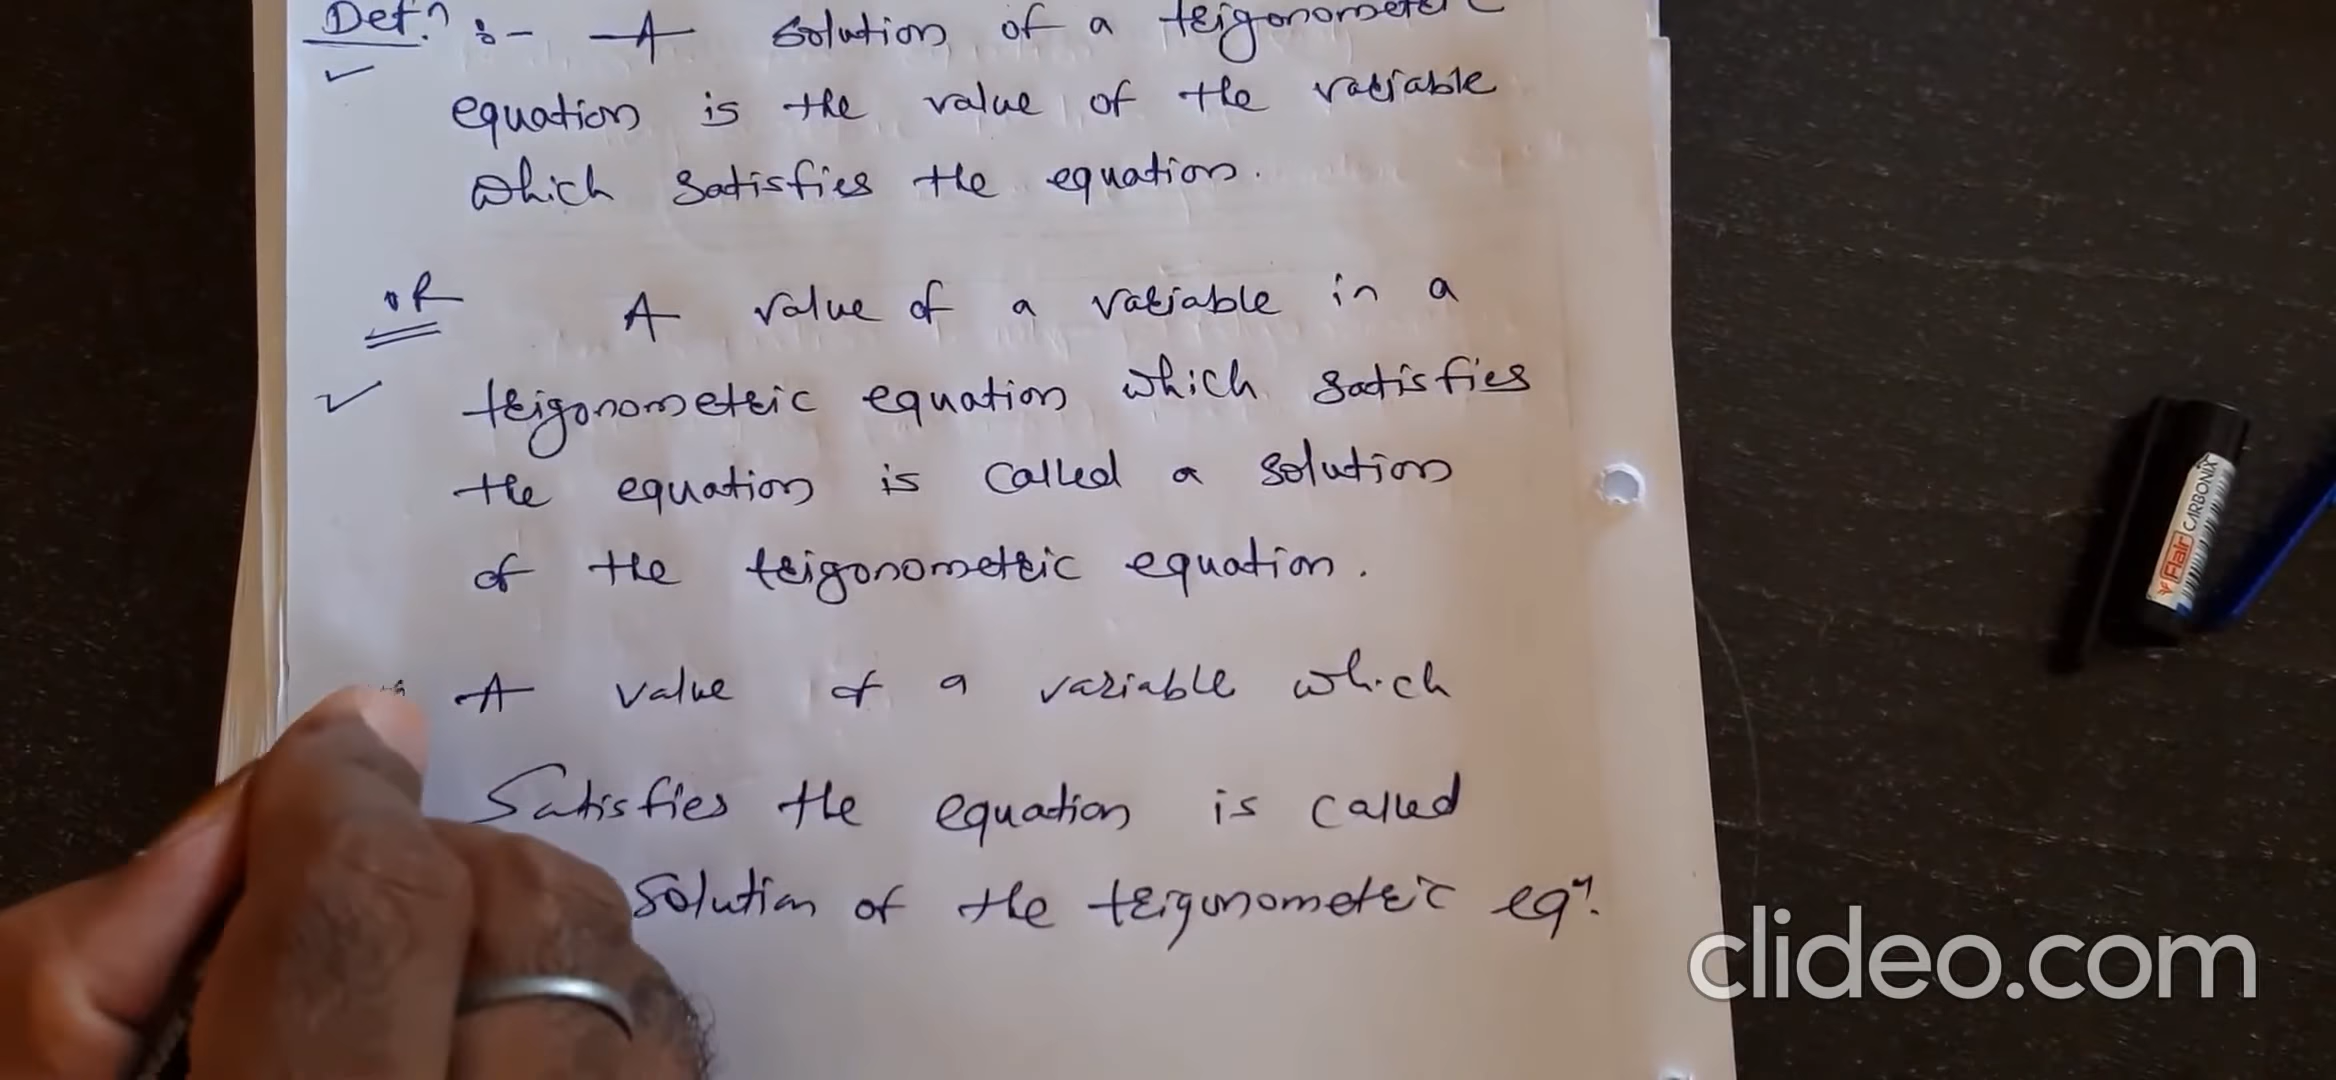 Defn :- A solution of a trigonometric
equation is the value of the variable
which satisfies the equation.
OR A value of a variable in a
trigonometric equation which satisfies
the equation is called a solution
of the trigonometric equation.
A value of a variable which
Satisfies the equation is called
solution of the trigonometric eqn.
Flair CARBONIX
clideo.com